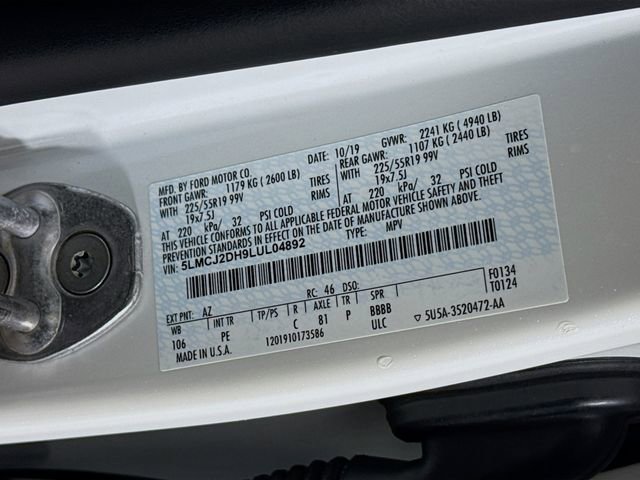 MFD. BY FORD MOTOR CO. DATE: 10/19 GVWR: 2241 KG ( 4940 LB)
FRONT GAWR: 1179 KG ( 2600 LB) REAR GAWR: 1107 KG ( 2440 LB)
WITH 225/55R19 99V TIRES WITH 225/55R19 99V TIRES
19x7.5J RIMS 19x7.5J RIMS
AT 220 kPa/ 32 PSI COLD AT 220 kPa/ 32 PSI COLD
THIS VEHICLE CONFORMS TO ALL APPLICABLE FEDERAL MOTOR VEHICLE SAFETY AND THEFT
PREVENTION STANDARDS IN EFFECT ON THE DATE OF MANUFACTURE SHOWN ABOVE.
5LMCJ2DH9LUL04892 TYPE: MPV
F0134
T0124
EXT PNT: AZ RC: 46 DSO:
WB INT TR TP/PS R AXLE TR SPR
106 PE C 81 P BBBB 5U5A-3520472-AA
MADE IN U.S.A. 1201910173586 ULC